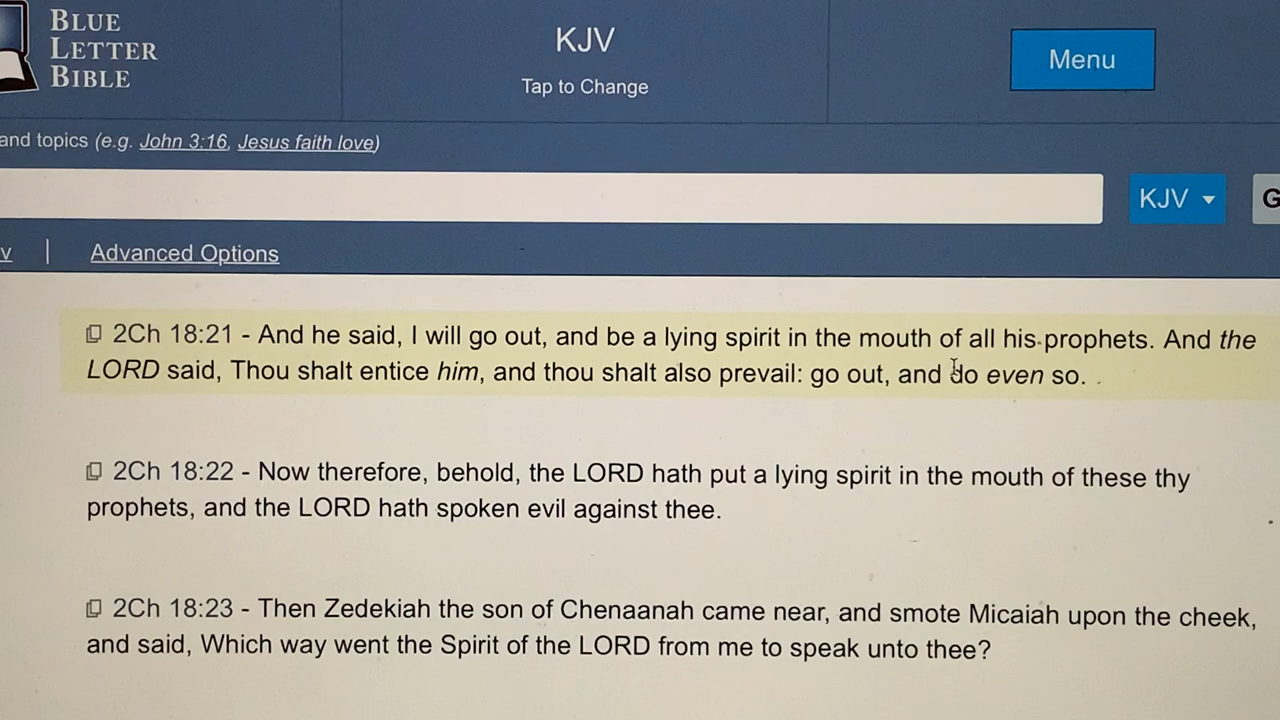 BLUE
LETTER
BIBLE
KJV
Tap to Change
Menu
and topics (e.g. John 3:16, Jesus faith love)
KJV
G
v | Advanced Options
2Ch 18:21 - And he said, I will go out, and be a lying spirit in the mouth of all his prophets. And the
LORD said, Thou shalt entice him, and thou shalt also prevail: go out, and do even so.
2Ch 18:22 - Now therefore, behold, the LORD hath put a lying spirit in the mouth of these thy
prophets, and the LORD hath spoken evil against thee.
2Ch 18:23 - Then Zedekiah the son of Chenaanah came near, and smote Micaiah upon the cheek,
and said, Which way went the Spirit of the LORD from me to speak unto thee?